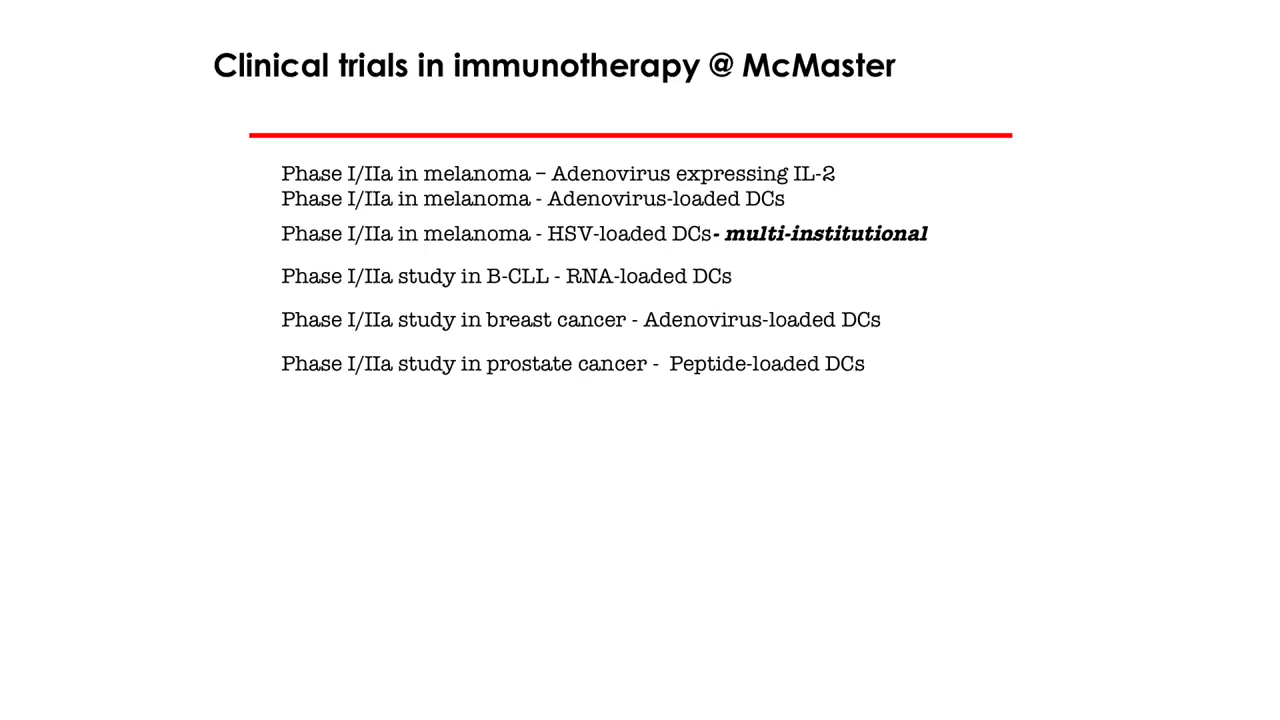 Clinical trials in immunotherapy @ McMaster
Phase I/IIa in melanoma – Adenovirus expressing IL-2
Phase I/IIa in melanoma - Adenovirus-loaded DCs
Phase I/IIa in melanoma - HSV-loaded DCs- multi-institutional
Phase I/IIa study in B-CLL - RNA-loaded DCs
Phase I/IIa study in breast cancer - Adenovirus-loaded DCs
Phase I/IIa study in prostate cancer -  Peptide-loaded DCs